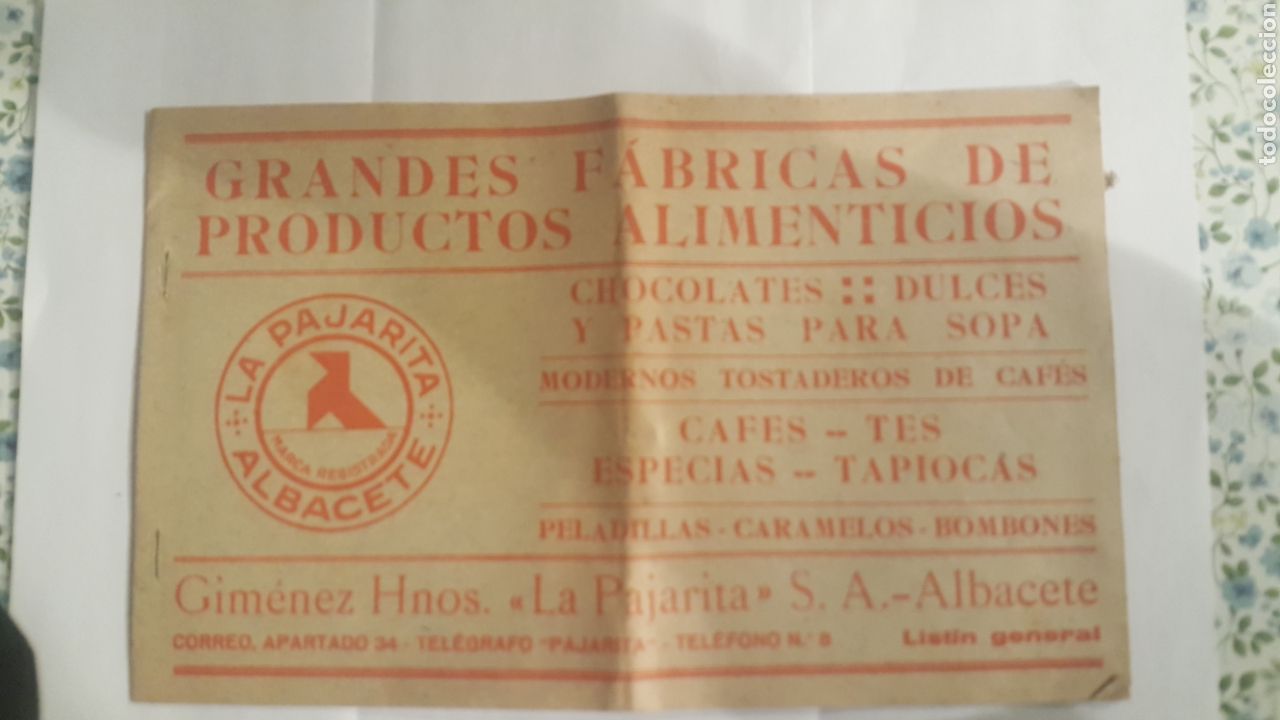 GRANDES FÁBRICAS DE
PRODUCTOS ALIMENTICIOS
LA PAJARITA
MARCA REGISTRADA
ALBACETE
CHOCOLATES :: DULCES
Y PASTAS PARA SOPA
MODERNOS TOSTADEROS DE CAFÉS
CAFES -- TES
ESPECIAS -- TAPIOCÁS
PELADILLAS - CARAMELOS - BOMBONES
Giménez Hnos. «La Pajarita» S. A.-Albacete
CORREO, APARTADO 34 - TELÉGRAFO "PAJARITA" - TELÉFONO N.º 8 Listín general
todocoleccion